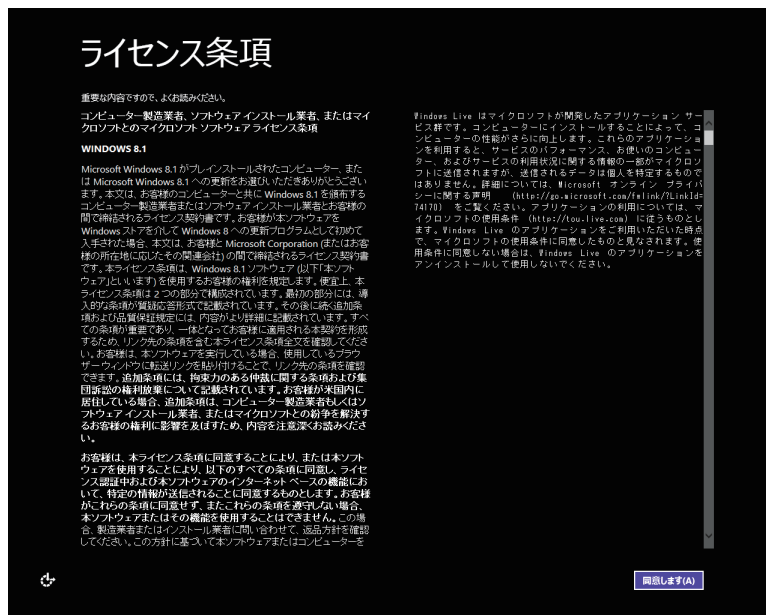 ライセンス条項
重要な内容ですので、よくお読みください。
コンピューター製造業者、ソフトウェア インストール業者、またはマイ
クロソフトとのマイクロソフト ソフトウェア ライセンス条項
WINDOWS 8.1
Microsoft Windows 8.1 がプレインストールされたコンピューター、また
は Microsoft Windows 8.1 への更新をお選びいただきありがとうござい
ます。本文は、お客様のコンピューターと共に Windows 8.1 を頒布する
コンピューター製造業者またはソフトウェア インストール業者とお客様の
間で締結されるライセンス契約書です。お客様が本ソフトウェアを
Windows ストアを介して Windows 8 への更新プログラムとして初めて
入手された場合、本文は、お客様と Microsoft Corporation (またはお客
様の所在地に応じたその関連会社) の間で締結されるライセンス契約書
です。本ライセンス条項は、Windows 8.1 ソフトウェア (以下「本ソフト
ウェア」といいます) を使用するお客様の権利を規定します。便宜上、本
ライセンス条項は 2 つの部分で構成されています。最初の部分には、導
入的な条項が質疑応答形式で記載されています。その後に続く追加条
項および品質保証規定には、内容がより詳細に記載されています。すべ
ての条項が重要であり、一体となってお客様に適用される本契約を形成
するため、リンク先の条項を含む本ライセンス条項全文を確認してくださ
い。お客様は、本ソフトウェアを実行している場合、使用しているブラウ
ザー ウィンドウに転送リンクを貼り付けることで、リンク先の条項を確認
できます。追加条項には、拘束力のある仲裁に関する条項および集
団訴訟の権利放棄について記載されています。お客様が米国内に
居住している場合、追加条項は、コンピューター製造業者もしくはソ
フトウェア インストール業者、またはマイクロソフトとの紛争を解決す
るお客様の権利に影響を及ぼすため、内容を注意深くお読みくださ
い。
お客様は、本ライセンス条項に同意することにより、または本ソフト
ウェアを使用することにより、以下のすべての条項に同意し、ライセ
ンス認証中および本ソフトウェアのインターネット ベースの機能にお
いて、特定の情報が送信されることに同意するものとします。お客様
がこれらの条項に同意せず、またこれらの条項を遵守しない場合、
本ソフトウェアまたはその機能を使用することはできません。この場
合、製造業者またはインストール業者に問い合わせて、返品方針を確認
してください。この方針に基づいて本ソフトウェアまたはコンピューターを
Windows Live はマイクロソフトが開発したアプリケーション サー
ビス群です。コンピューターにインストールすることによって、コ
ンピューターの性能がさらに向上します。これらのアプリケーショ
ンを利用すると、サービスのパフォーマンス、お使いのコンピュー
ター、およびサービスの利用状況に関する情報の一部がマイクロソ
フトに送信されますが、送信されるデータは個人を特定するもので
はありません。詳細については、Microsoft オンライン プライバ
シーに関する声明 (http://go.microsoft.com/fwlink/?LinkId=
74170) をご覧ください。アプリケーションの利用については、マ
イクロソフトの使用条件 (http://tou.live.com) に従うものとし
ます。Windows Live のアプリケーションをご利用いただいた時点
で、マイクロソフトの使用条件に同意したものと見なされます。使
用条件に同意しない場合は、Windows Live のアプリケーションを
アンインストールして使用しないでください。
同意します(A)